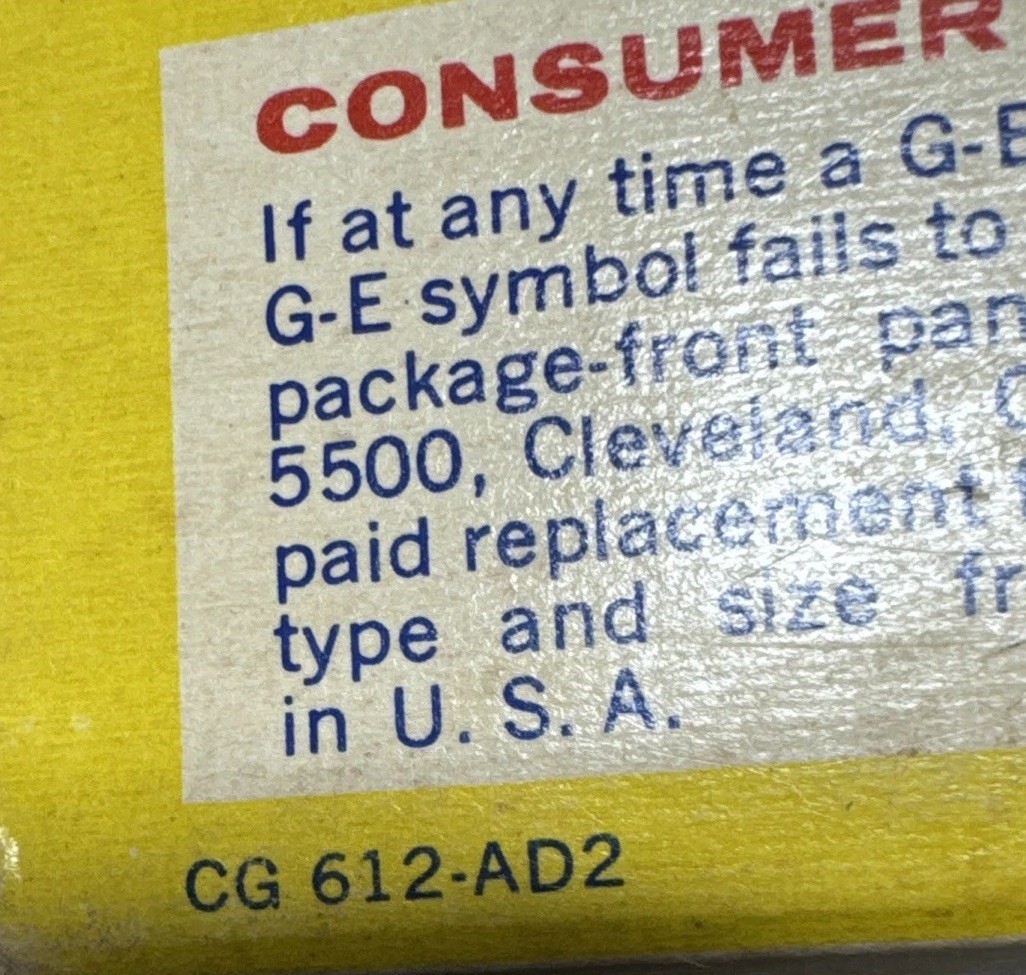 CONSUMER
If at any time a G-E
G-E symbol fails to
package-front pan
5500, Cleveland,
paid replacement
type and size fr
in U. S. A.
CG 612-AD2